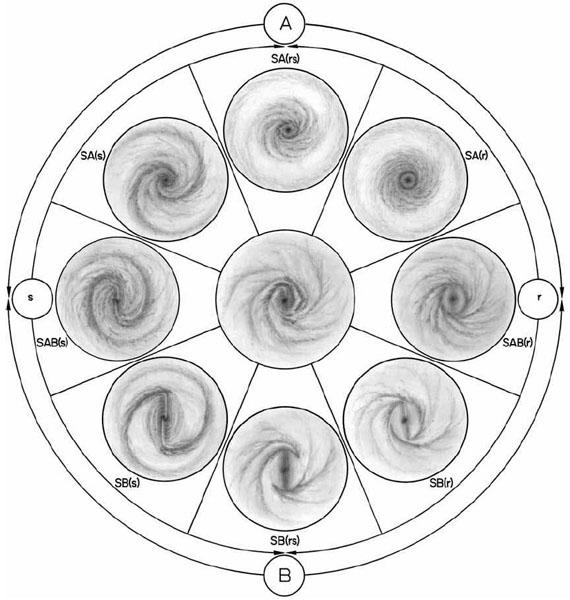 A
SA(rs)
SA(s)
SA(r)
s
r
SAB(s)
SAB(r)
SB(s)
SB(r)
SB(rs)
B